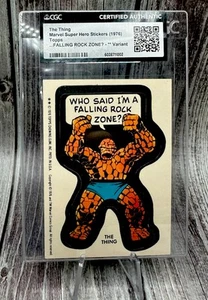 CGC
CERTIFIED AUTHENTIC
The Thing
Marvel Super Hero Stickers (1976)
Topps
...FALLING ROCK ZONE? - "' Variant
WHO SAID I'M A
FALLING ROCK
ZONE?
THE
THING